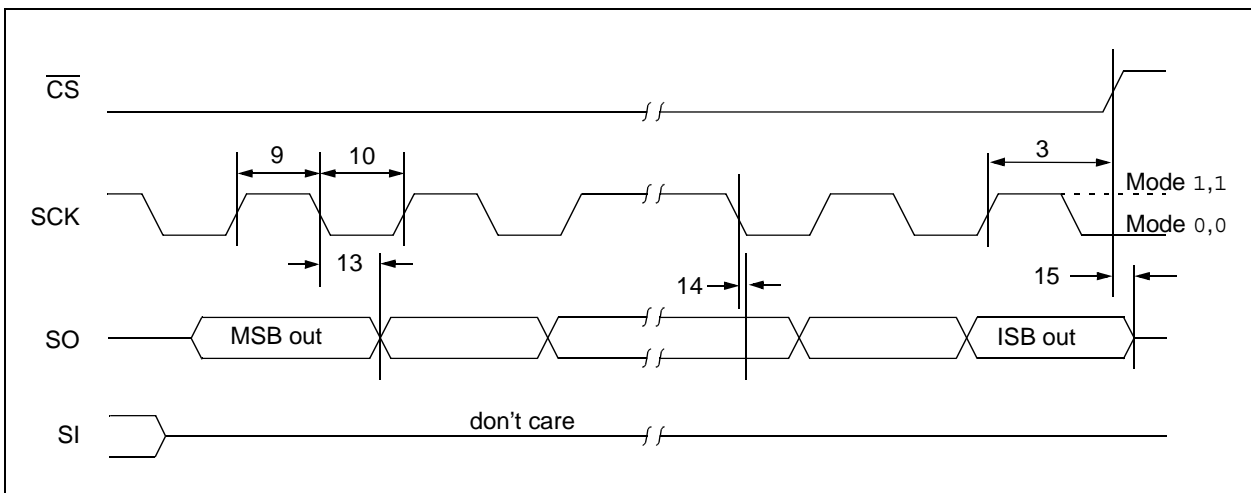 CS
9
10
3
SCK
Mode 1,1
Mode 0,0
13
14
15
SO
MSB out
ISB out
SI
don't care